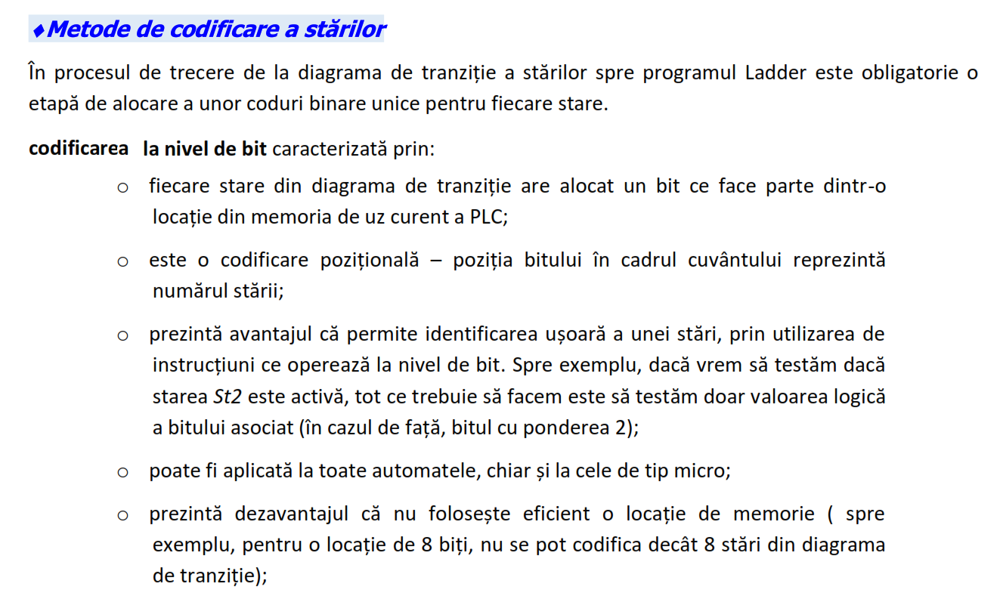 ♦Metode de codificare a stărilor
În procesul de trecere de la diagrama de tranziție a stărilor spre programul Ladder este obligatorie o
etapă de alocare a unor coduri binare unice pentru fiecare stare.
codificarea la nivel de bit caracterizată prin:
o fiecare stare din diagrama de tranziție are alocat un bit ce face parte dintr-o
locație din memoria de uz curent a PLC;
o este o codificare pozițională – poziția bitului în cadrul cuvântului reprezintă
numărul stării;
o prezintă avantajul că permite identificarea ușoară a unei stări, prin utilizarea de
instrucțiuni ce operează la nivel de bit. Spre exemplu, dacă vrem să testăm dacă
starea St2 este activă, tot ce trebuie să facem este să testăm doar valoarea logică
a bitului asociat (în cazul de față, bitul cu ponderea 2);
o poate fi aplicată la toate automatele, chiar și la cele de tip micro;
o prezintă dezavantajul că nu folosește eficient o locație de memorie ( spre
exemplu, pentru o locație de 8 biți, nu se pot codifica decât 8 stări din diagrama
de tranziție);